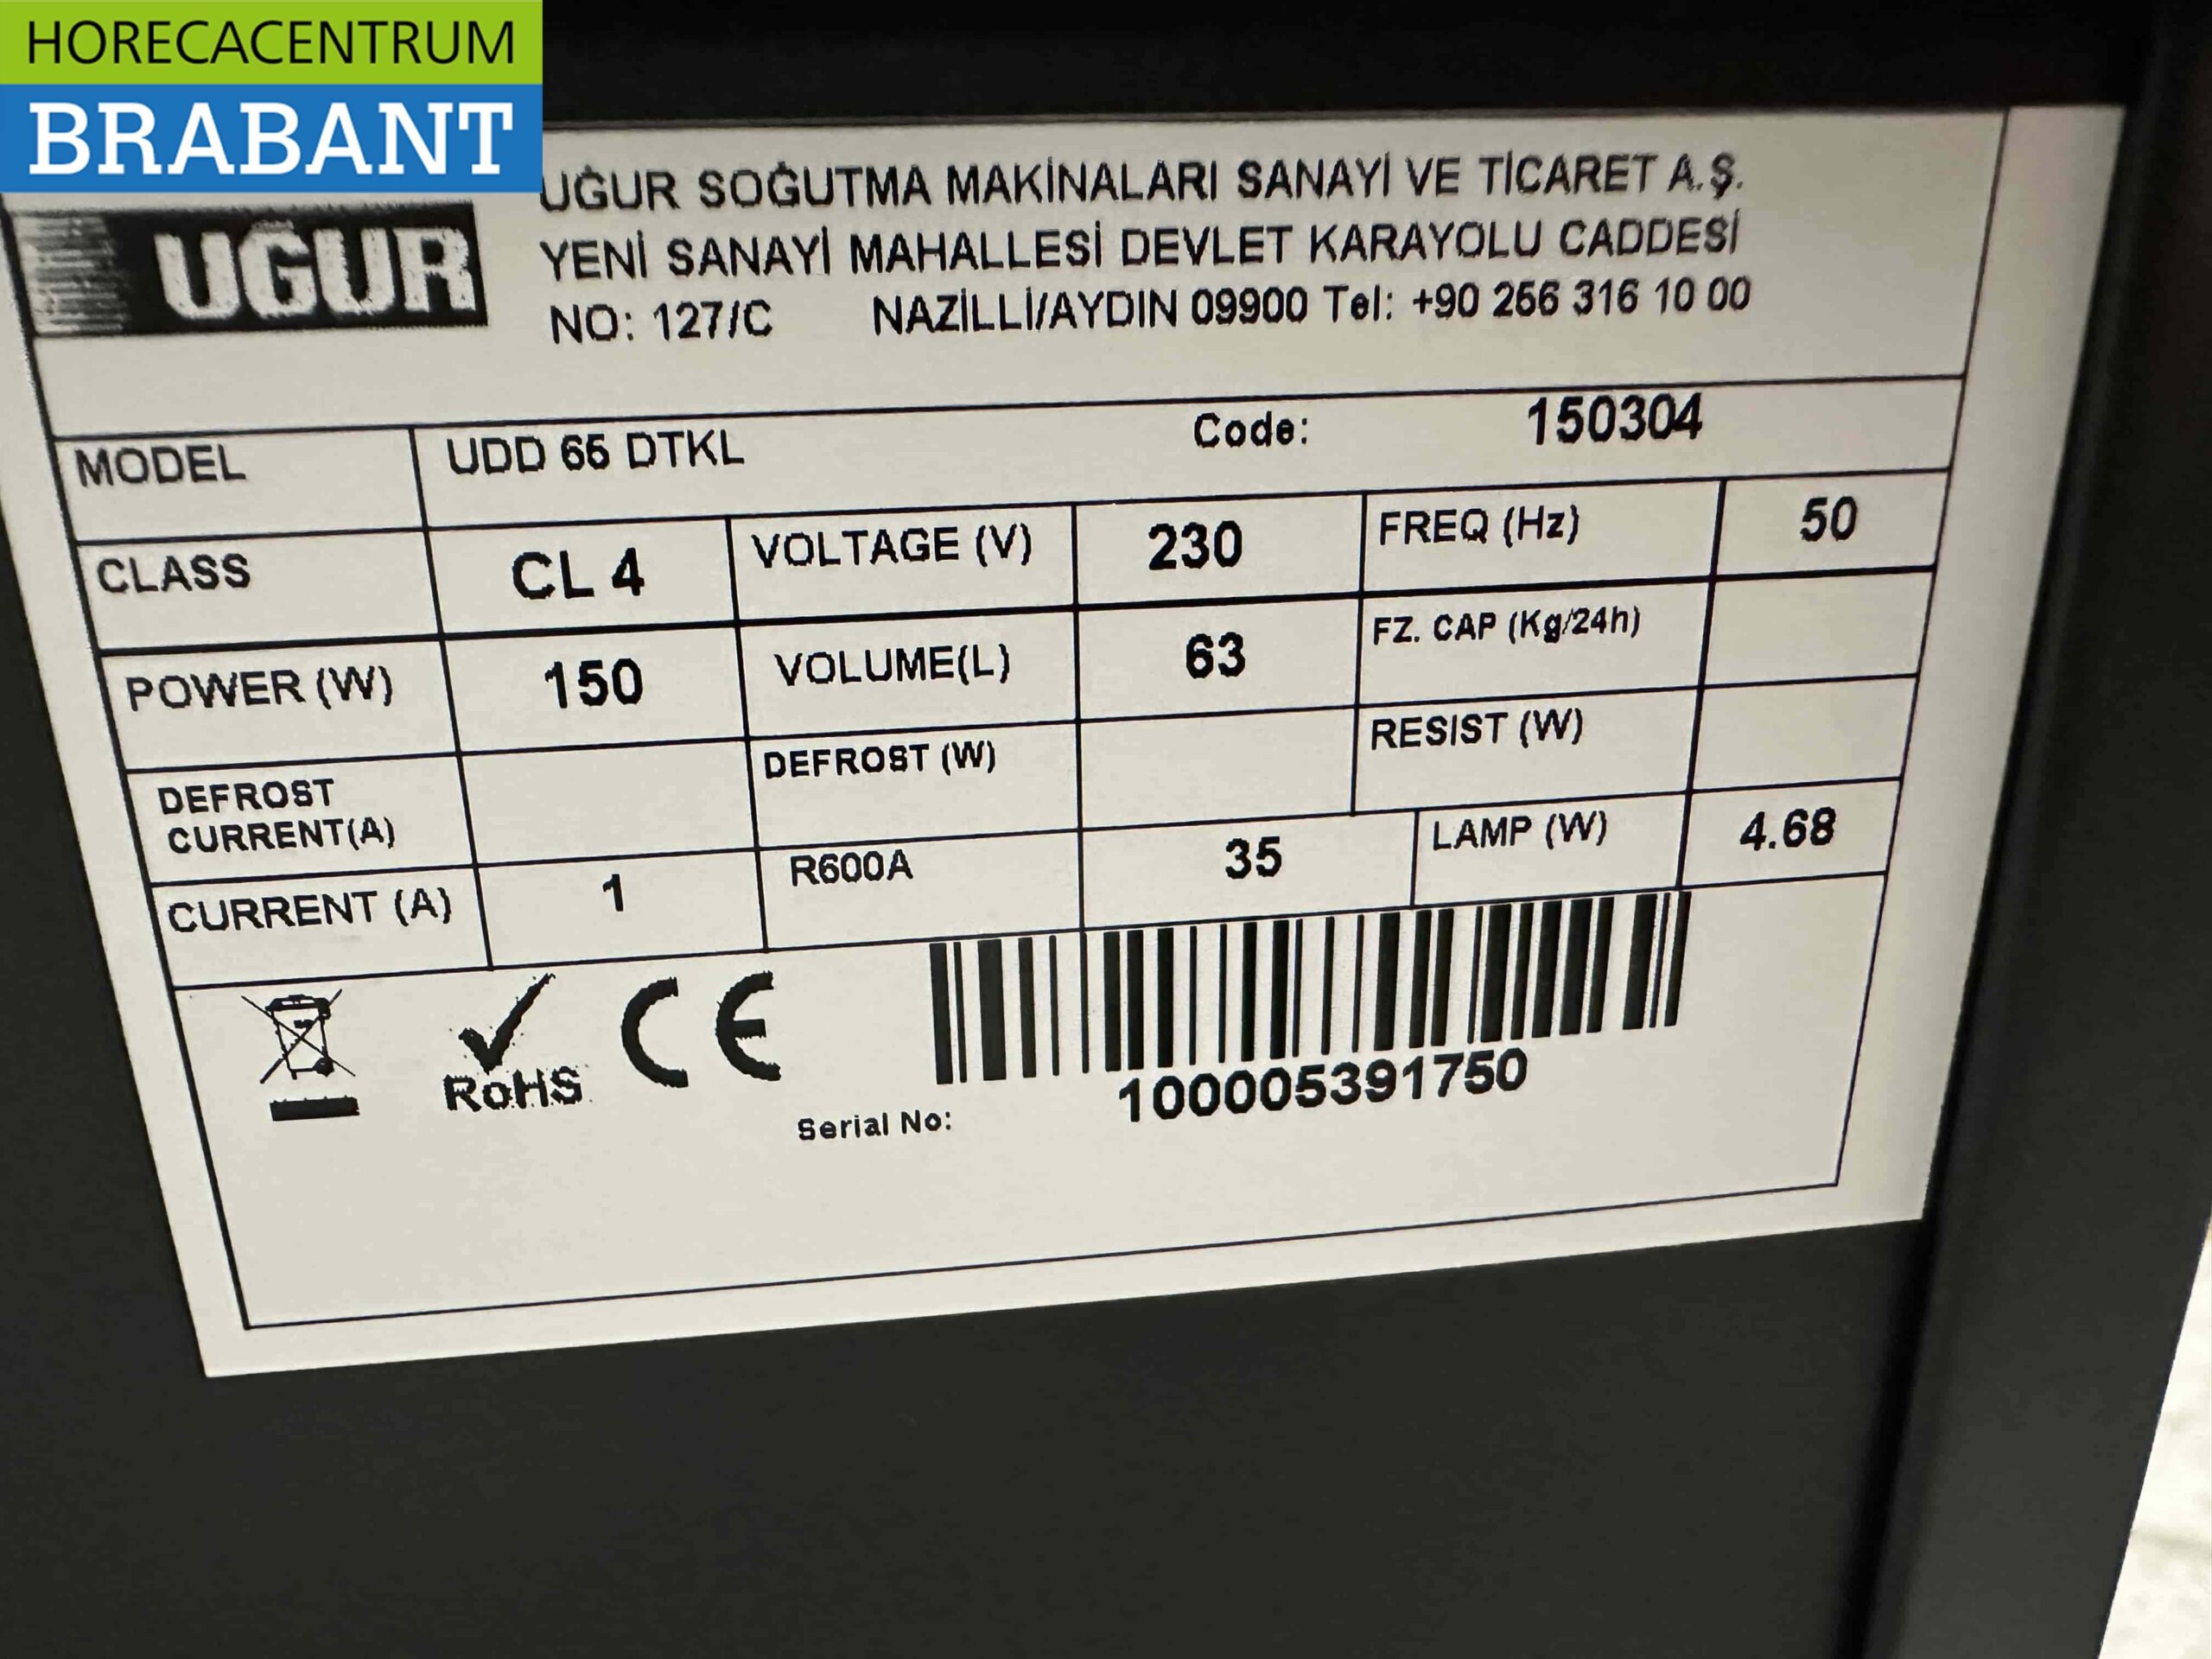 HORECACENTRUM
BRABANT
UĞUR
UĞUR SOĞUTMA MAKİNALARI SANAYİ VE TİCARET A.Ş.
YENİ SANAYİ MAHALLESİ DEVLET KARAYOLU CADDESİ
NO: 127/C NAZİLLİ/AYDIN 09900 Tel: +90 256 316 10 00
MODEL UDD 65 DTKL Code: 150304
CLASS CL 4 VOLTAGE (V) 230 FREQ (Hz) 50
POWER (W) 150 VOLUME(L) 63 FZ. CAP (Kg/24h)
DEFROST CURRENT(A) DEFROST (W) RESIST (W)
CURRENT (A) 1 R600A 35 LAMP (W) 4.68
RoHS CE
Serial No: 100005391750